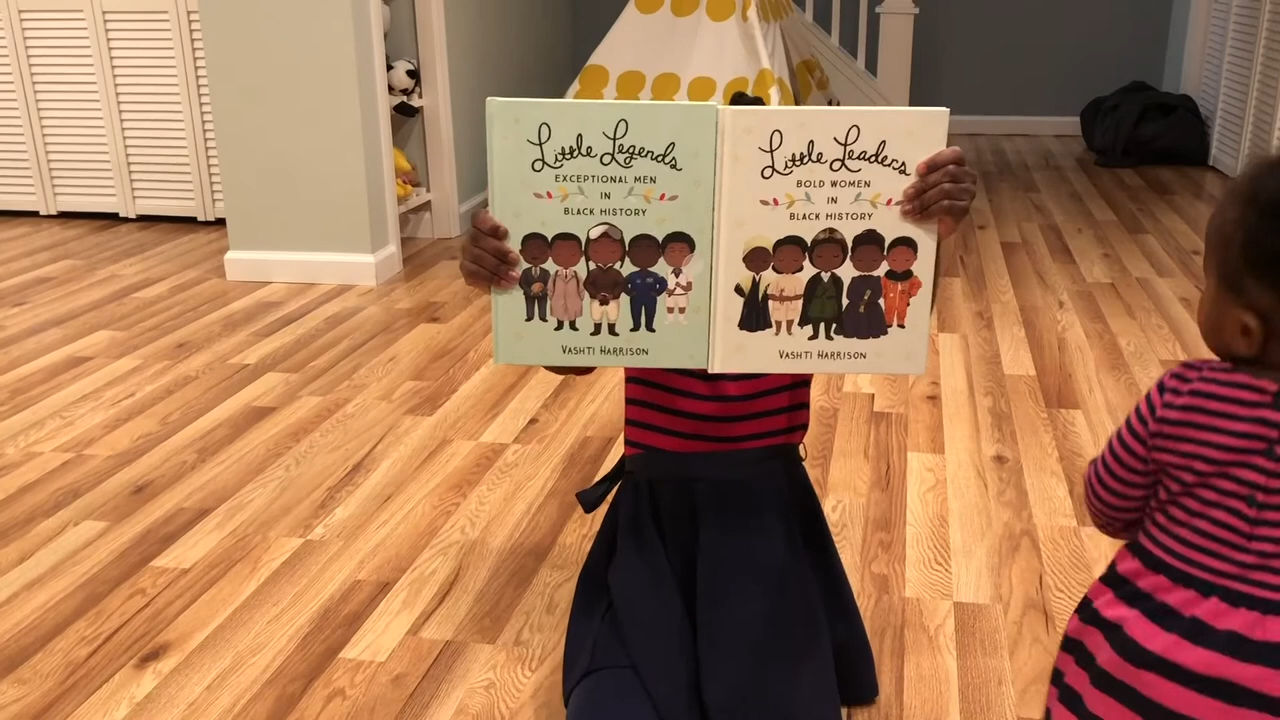 Little Legends
EXCEPTIONAL MEN
IN
BLACK HISTORY
VASHTI HARRISON
Little Leaders
BOLD WOMEN
IN
BLACK HISTORY
VASHTI HARRISON